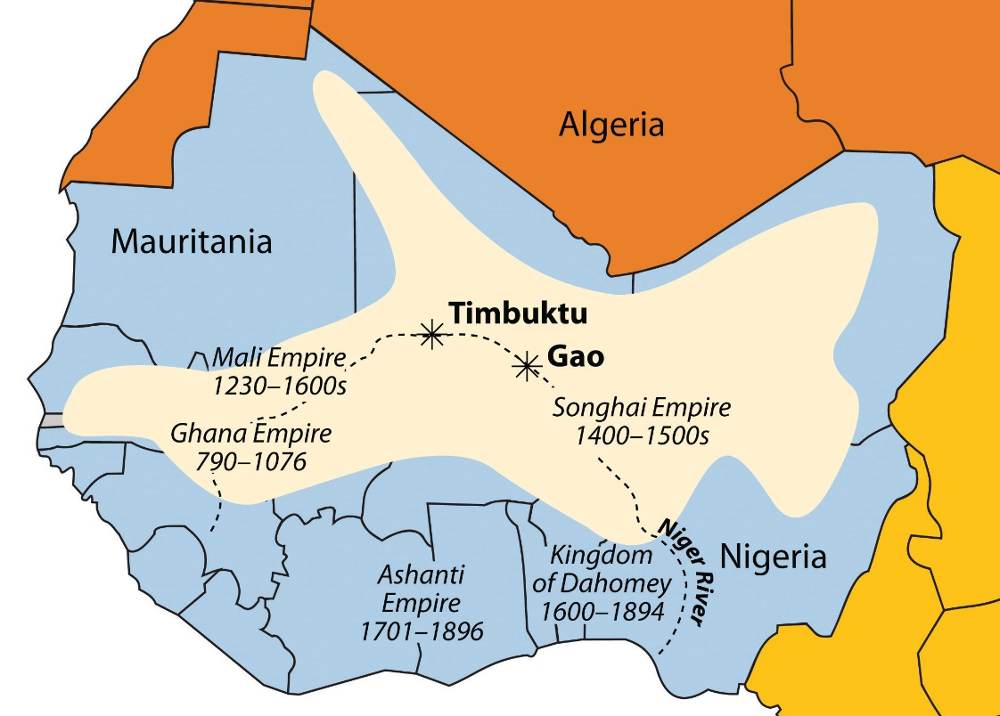 Algeria
Mauritania
Timbuktu
Gao
Mali Empire
1230–1600s
Songhai Empire
1400–1500s
Ghana Empire
790–1076
Niger River
Nigeria
Kingdom
of Dahomey
1600–1894
Ashanti
Empire
1701–1896